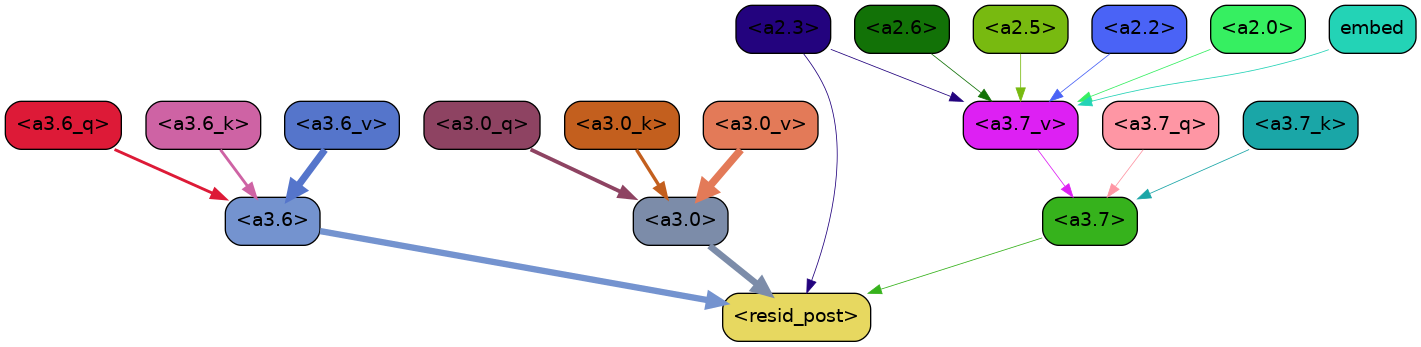 <a2.3> <a2.6> <a2.5> <a2.2> <a2.0> embed
<a3.6_q> <a3.6_k> <a3.6_v> <a3.0_q> <a3.0_k> <a3.0_v> <a3.7_v> <a3.7_q> <a3.7_k>
<a3.6> <a3.0> <a3.7>
<resid_post>